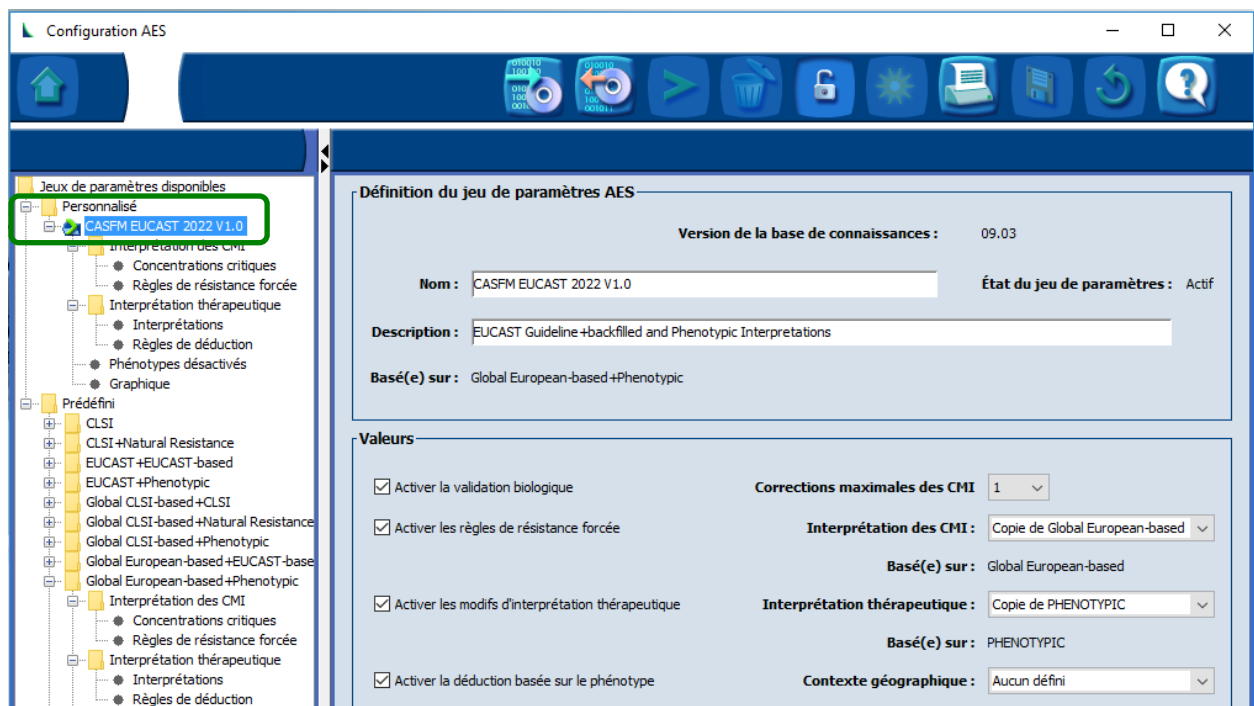 Configuration AES
Jeux de paramètres disponibles
Personnalisé
CASFM EUCAST 2022 V1.0
Interprétation des CMI
Concentrations critiques
Règles de résistance forcée
Interprétation thérapeutique
Interprétations
Règles de déduction
Phénotypes désactivés
Graphique
Prédéfini
CLSI
CLSI+Natural Resistance
EUCAST+EUCAST-based
EUCAST+Phenotypic
Global CLSI-based+CLSI
Global CLSI-based+Natural Resistance
Global CLSI-based+Phenotypic
Global European-based+EUCAST-base
Global European-based+Phenotypic
Interprétation des CMI
Concentrations critiques
Règles de résistance forcée
Interprétation thérapeutique
Interprétations
Règles de déduction
Définition du jeu de paramètres AES
Version de la base de connaissances : 09.03
Nom : CASFM EUCAST 2022 V1.0 État du jeu de paramètres : Actif
Description : EUCAST Guideline+backfilled and Phenotypic Interpretations
Basé(e) sur : Global European-based+Phenotypic
Valeurs
Activer la validation biologique Corrections maximales des CMI 1
Activer les règles de résistance forcée Interprétation des CMI : Copie de Global European-based
Basé(e) sur : Global European-based
Activer les modifs d'interprétation thérapeutique Interprétation thérapeutique : Copie de PHENOTYPIC
Basé(e) sur : PHENOTYPIC
Activer la déduction basée sur le phénotype Contexte géographique : Aucun défini